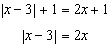 |x − 3| + 1 = 2x + 1
|x − 3| = 2x